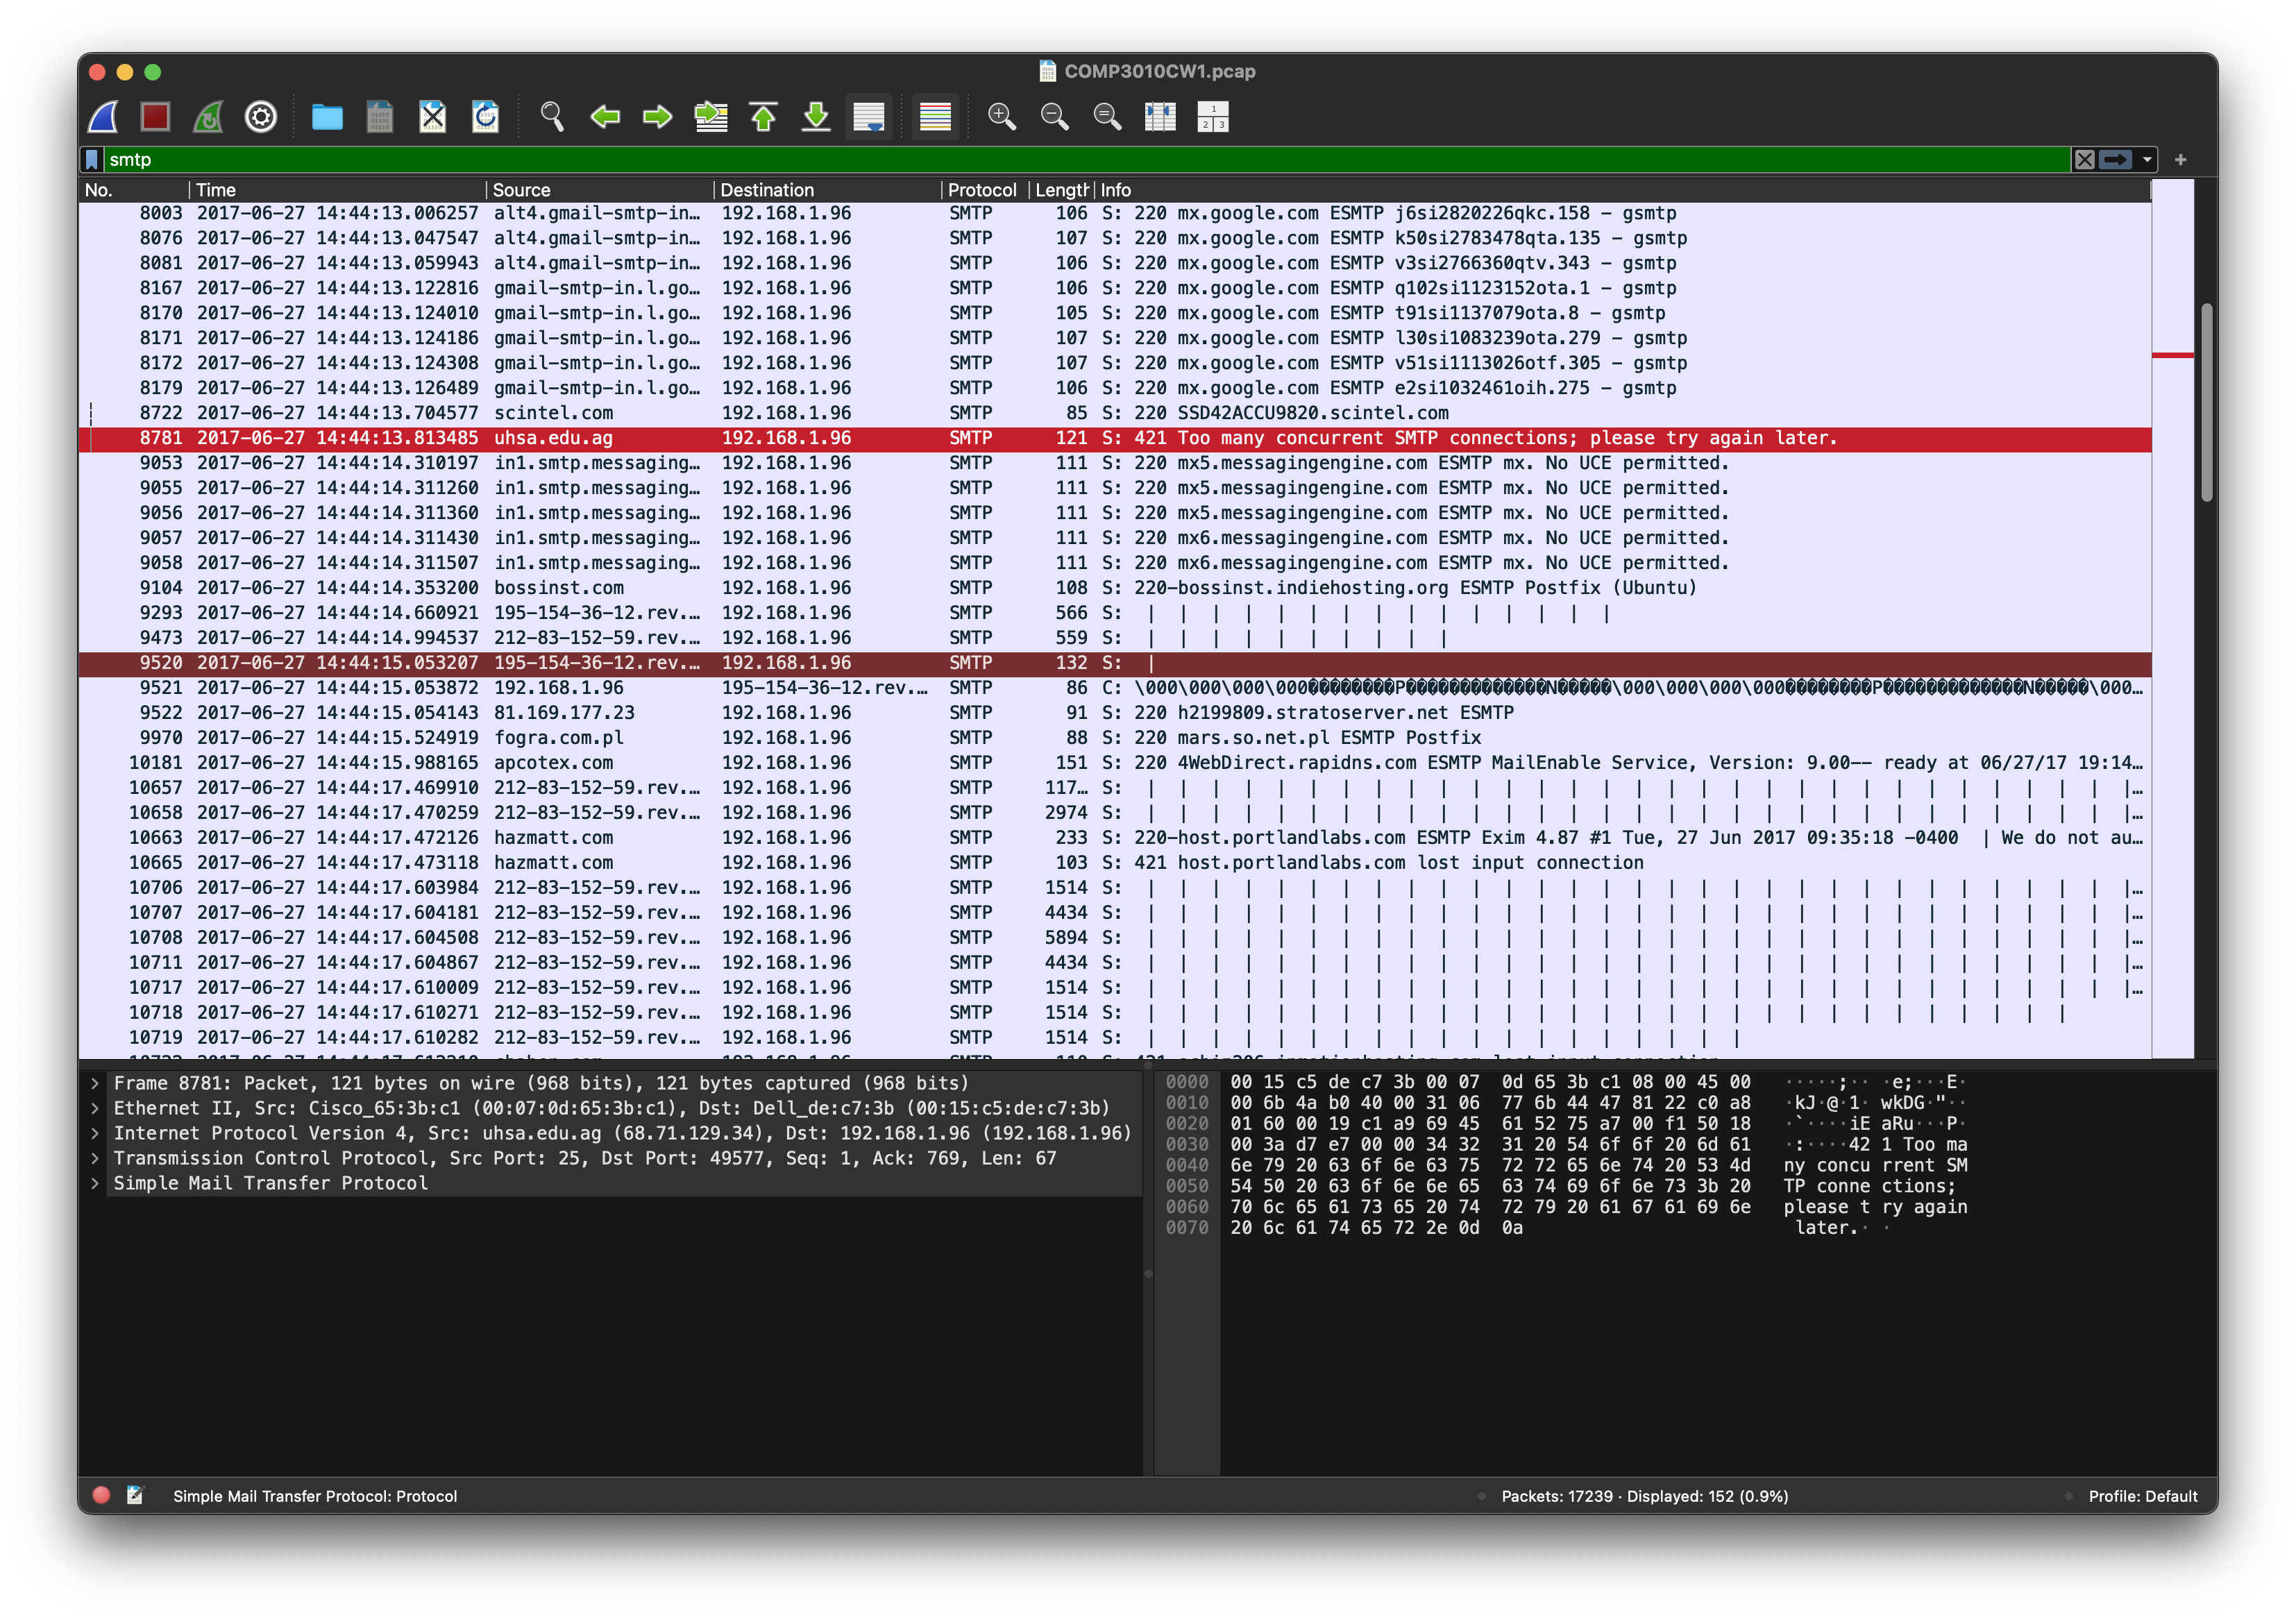 COMP3010CW1.pcap
smtp
No. Time Source Destination Protocol Length Info
8003 2017-06-27 14:44:13.006257 alt4.gmail-smtp-in… 192.168.1.96 SMTP 106 S: 220 mx.google.com ESMTP j6si2820226qkc.158 - gsmtp
8076 2017-06-27 14:44:13.047547 alt4.gmail-smtp-in… 192.168.1.96 SMTP 107 S: 220 mx.google.com ESMTP k50si2783478qta.135 - gsmtp
8081 2017-06-27 14:44:13.059943 alt4.gmail-smtp-in… 192.168.1.96 SMTP 106 S: 220 mx.google.com ESMTP v3si2766360qtv.343 - gsmtp
8167 2017-06-27 14:44:13.122816 gmail-smtp-in.l.go… 192.168.1.96 SMTP 106 S: 220 mx.google.com ESMTP q102si1123152ota.1 - gsmtp
8170 2017-06-27 14:44:13.124010 gmail-smtp-in.l.go… 192.168.1.96 SMTP 105 S: 220 mx.google.com ESMTP t91si1137079ota.8 - gsmtp
8171 2017-06-27 14:44:13.124186 gmail-smtp-in.l.go… 192.168.1.96 SMTP 107 S: 220 mx.google.com ESMTP l30si1083239ota.279 - gsmtp
8172 2017-06-27 14:44:13.124308 gmail-smtp-in.l.go… 192.168.1.96 SMTP 107 S: 220 mx.google.com ESMTP v51si1113026otf.305 - gsmtp
8179 2017-06-27 14:44:13.126489 gmail-smtp-in.l.go… 192.168.1.96 SMTP 106 S: 220 mx.google.com ESMTP e2si1032461oih.275 - gsmtp
8722 2017-06-27 14:44:13.704577 scintel.com 192.168.1.96 SMTP 85 S: 220 SSD42ACCU9820.scintel.com
8781 2017-06-27 14:44:13.813485 uhsa.edu.ag 192.168.1.96 SMTP 121 S: 421 Too many concurrent SMTP connections; please try again later.
9053 2017-06-27 14:44:14.310197 in1.smtp.messaging… 192.168.1.96 SMTP 111 S: 220 mx5.messagingengine.com ESMTP mx. No UCE permitted.
9055 2017-06-27 14:44:14.311260 in1.smtp.messaging… 192.168.1.96 SMTP 111 S: 220 mx5.messagingengine.com ESMTP mx. No UCE permitted.
9056 2017-06-27 14:44:14.311360 in1.smtp.messaging… 192.168.1.96 SMTP 111 S: 220 mx5.messagingengine.com ESMTP mx. No UCE permitted.
9057 2017-06-27 14:44:14.311430 in1.smtp.messaging… 192.168.1.96 SMTP 111 S: 220 mx6.messagingengine.com ESMTP mx. No UCE permitted.
9058 2017-06-27 14:44:14.311507 in1.smtp.messaging… 192.168.1.96 SMTP 111 S: 220 mx6.messagingengine.com ESMTP mx. No UCE permitted.
9104 2017-06-27 14:44:14.353200 bossinst.com 192.168.1.96 SMTP 108 S: 220-bossinst.indiehosting.org ESMTP Postfix (Ubuntu)
9293 2017-06-27 14:44:14.660921 195-154-36-12.rev.… 192.168.1.96 SMTP 566 S: | | | | | | | | | | | | | | |
9473 2017-06-27 14:44:14.994537 212-83-152-59.rev.… 192.168.1.96 SMTP 559 S: | | | | | | | | | |
9520 2017-06-27 14:44:15.053207 195-154-36-12.rev.… 192.168.1.96 SMTP 132 S: |
9521 2017-06-27 14:44:15.053872 192.168.1.96 195-154-36-12.rev.… SMTP 86 C: \000\000\000\000��������P�������������N�����\000\000\000\000��������P�������������N�����\000…
9522 2017-06-27 14:44:15.054143 81.169.177.23 192.168.1.96 SMTP 91 S: 220 h2199809.stratoserver.net ESMTP
9970 2017-06-27 14:44:15.524919 fogra.com.pl 192.168.1.96 SMTP 88 S: 220 mars.so.net.pl ESMTP Postfix
10181 2017-06-27 14:44:15.988165 apcotex.com 192.168.1.96 SMTP 151 S: 220 4WebDirect.rapidns.com ESMTP MailEnable Service, Version: 9.00-- ready at 06/27/17 19:14…
10657 2017-06-27 14:44:17.469910 212-83-152-59.rev.… 192.168.1.96 SMTP 117… S: | | | | | | | | | | | | | | | | | | | | | | | | | | | | | | |…
10658 2017-06-27 14:44:17.470259 212-83-152-59.rev.… 192.168.1.96 SMTP 2974 S: | | | | | | | | | | | | | | | | | | | | | | | | | | | | | | |…
10663 2017-06-27 14:44:17.472126 hazmatt.com 192.168.1.96 SMTP 233 S: 220-host.portlandlabs.com ESMTP Exim 4.87 #1 Tue, 27 Jun 2017 09:35:18 -0400 | We do not au…
10665 2017-06-27 14:44:17.473118 hazmatt.com 192.168.1.96 SMTP 103 S: 421 host.portlandlabs.com lost input connection
10706 2017-06-27 14:44:17.603984 212-83-152-59.rev.… 192.168.1.96 SMTP 1514 S: | | | | | | | | | | | | | | | | | | | | | | | | | | | | | | |…
10707 2017-06-27 14:44:17.604181 212-83-152-59.rev.… 192.168.1.96 SMTP 4434 S: | | | | | | | | | | | | | | | | | | | | | | | | | | | | | | |…
10708 2017-06-27 14:44:17.604508 212-83-152-59.rev.… 192.168.1.96 SMTP 5894 S: | | | | | | | | | | | | | | | | | | | | | | | | | | | | | | |…
10711 2017-06-27 14:44:17.604867 212-83-152-59.rev.… 192.168.1.96 SMTP 4434 S: | | | | | | | | | | | | | | | | | | | | | | | | | | | | | | |…
10717 2017-06-27 14:44:17.610009 212-83-152-59.rev.… 192.168.1.96 SMTP 1514 S: | | | | | | | | | | | | | | | | | | | | | | | | | | | | | | |…
10718 2017-06-27 14:44:17.610271 212-83-152-59.rev.… 192.168.1.96 SMTP 1514 S: | | | | | | | | | | | | | | | | | | | | | | | | | | | | |
10719 2017-06-27 14:44:17.610282 212-83-152-59.rev.… 192.168.1.96 SMTP 1514 S: | | | | | | | | | | | | | | | | | | |
Frame 8781: Packet, 121 bytes on wire (968 bits), 121 bytes captured (968 bits)
Ethernet II, Src: Cisco_65:3b:c1 (00:07:0d:65:3b:c1), Dst: Dell_de:c7:3b (00:15:c5:de:c7:3b)
Internet Protocol Version 4, Src: uhsa.edu.ag (68.71.129.34), Dst: 192.168.1.96 (192.168.1.96)
Transmission Control Protocol, Src Port: 25, Dst Port: 49577, Seq: 1, Ack: 769, Len: 67
Simple Mail Transfer Protocol
0000 00 15 c5 de c7 3b 00 07 0d 65 3b c1 08 00 45 00 ·····;·· ·e;···E·
0010 00 6b 4a b0 40 00 31 06 77 6b 44 47 81 22 c0 a8 ·kJ·@·1· wkDG·"··
0020 01 60 00 19 c1 a9 69 45 61 52 75 a7 00 f1 50 18 ·`····iE aRu···P·
0030 00 3a d7 e7 00 00 34 32 31 20 54 6f 6f 20 6d 61 ·:····42 1 Too ma
0040 6e 79 20 63 6f 6e 63 75 72 72 65 6e 74 20 53 4d ny concu rrent SM
0050 54 50 20 63 6f 6e 6e 65 63 74 69 6f 6e 73 3b 20 TP conne ctions;
0060 70 6c 65 61 73 65 20 74 72 79 20 61 67 61 69 6e please t ry again
0070 20 6c 61 74 65 72 2e 0d 0a later.· ·
Simple Mail Transfer Protocol: Protocol
Packets: 17239 · Displayed: 152 (0.9%)
Profile: Default